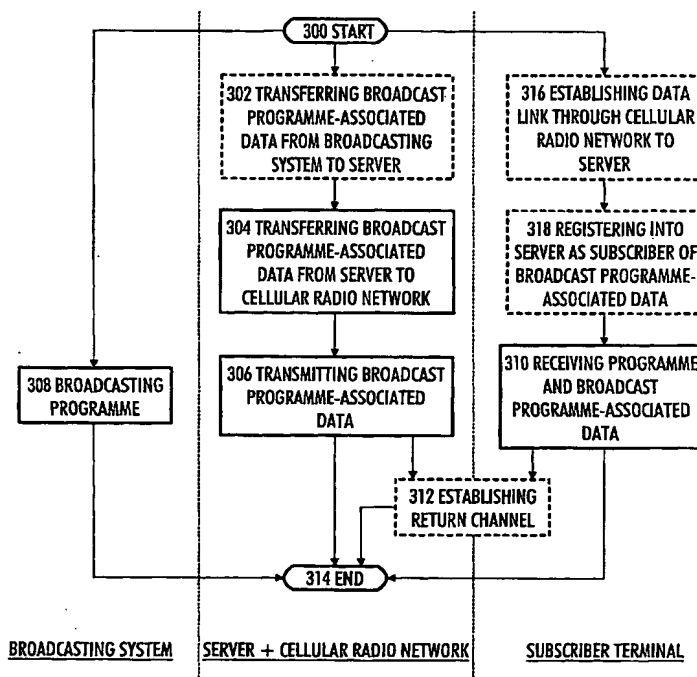 300 START
302 TRANSFERRING BROADCAST
PROGRAMME-ASSOCIATED
DATA FROM BROADCASTING
SYSTEM TO SERVER
316 ESTABLISHING DATA
LINK THROUGH CELLULAR
RADIO NETWORK TO
SERVER
304 TRANSFERRING BROADCAST
PROGRAMME-ASSOCIATED
DATA FROM SERVER TO
CELLULAR RADIO NETWORK
318 REGISTERING INTO
SERVER AS SUBSCRIBER OF
BROADCAST PROGRAMME-
ASSOCIATED DATA
308 BROADCASTING
PROGRAMME
306 TRANSMITTING BROADCAST
PROGRAMME-ASSOCIATED
DATA
310 RECEIVING PROGRAMME
AND BROADCAST
PROGRAMME-ASSOCIATED
DATA
312 ESTABLISHING
RETURN CHANNEL
314 END
BROADCASTING SYSTEM
SERVER + CELLULAR RADIO NETWORK
SUBSCRIBER TERMINAL